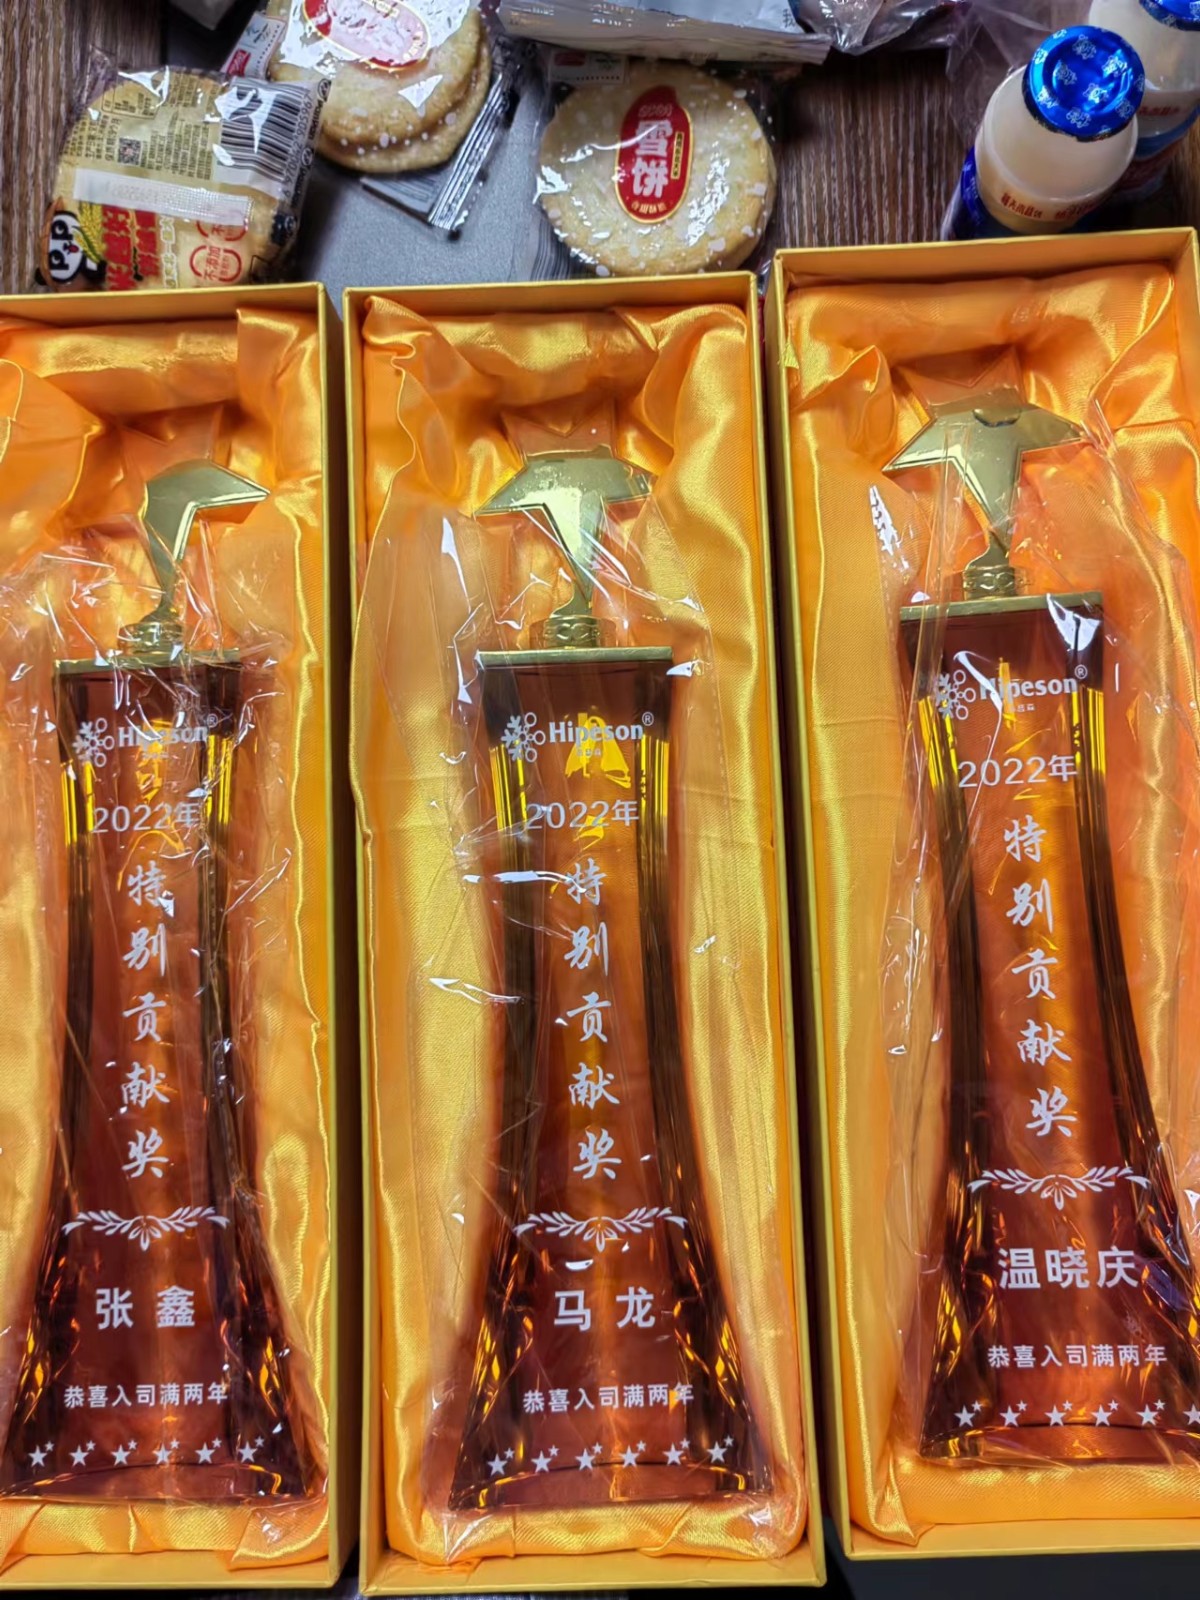 雪饼
不添加
Hipeson®
2022年
特别贡献奖
张鑫
恭喜入司满两年
Hipeson®
2022年
特别贡献奖
马龙
恭喜入司满两年
Hipeson®
2022年
特别贡献奖
温晓庆
恭喜入司满两年